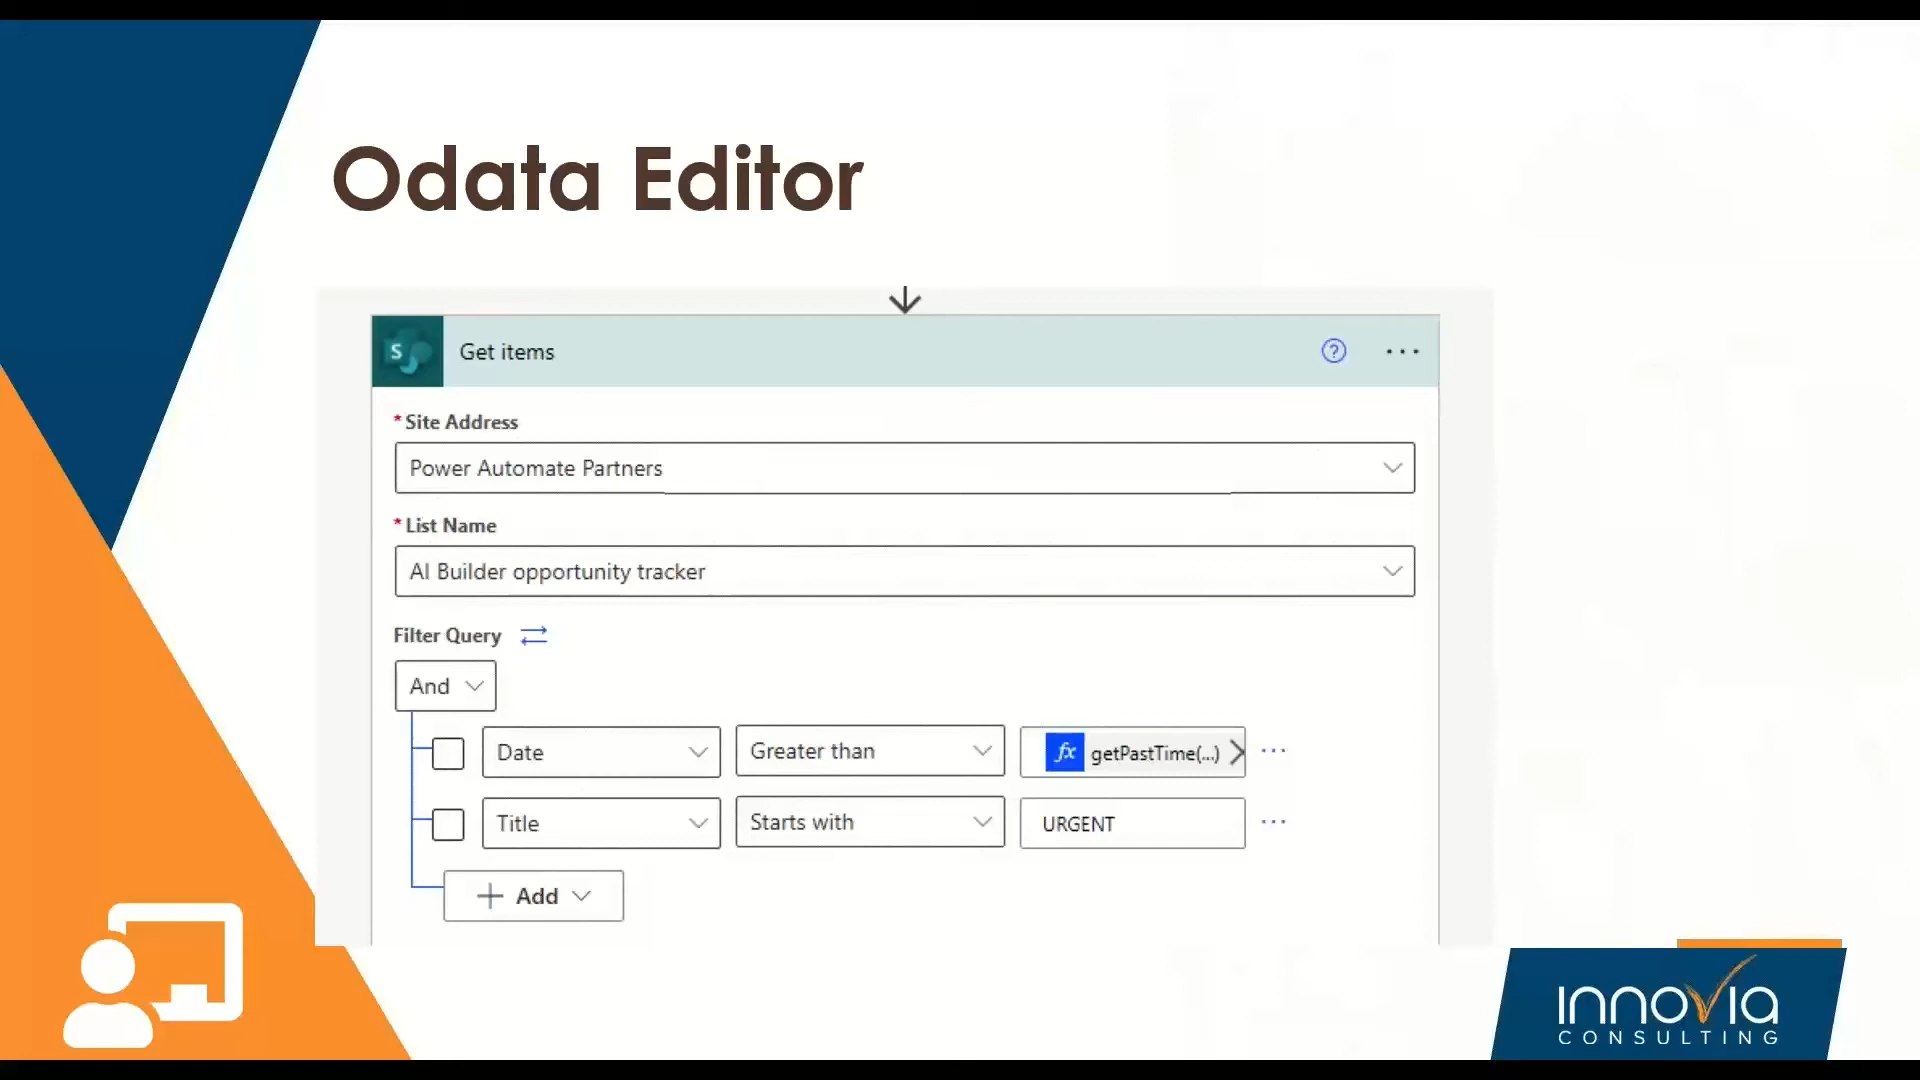 Odata Editor
S
Get items
?
* Site Address
Power Automate Partners
* List Name
AI Builder opportunity tracker
Filter Query
And
Date Greater than fx getPastTime(...)
Title Starts with URGENT
+ Add
INNOVIA
CONSULTING